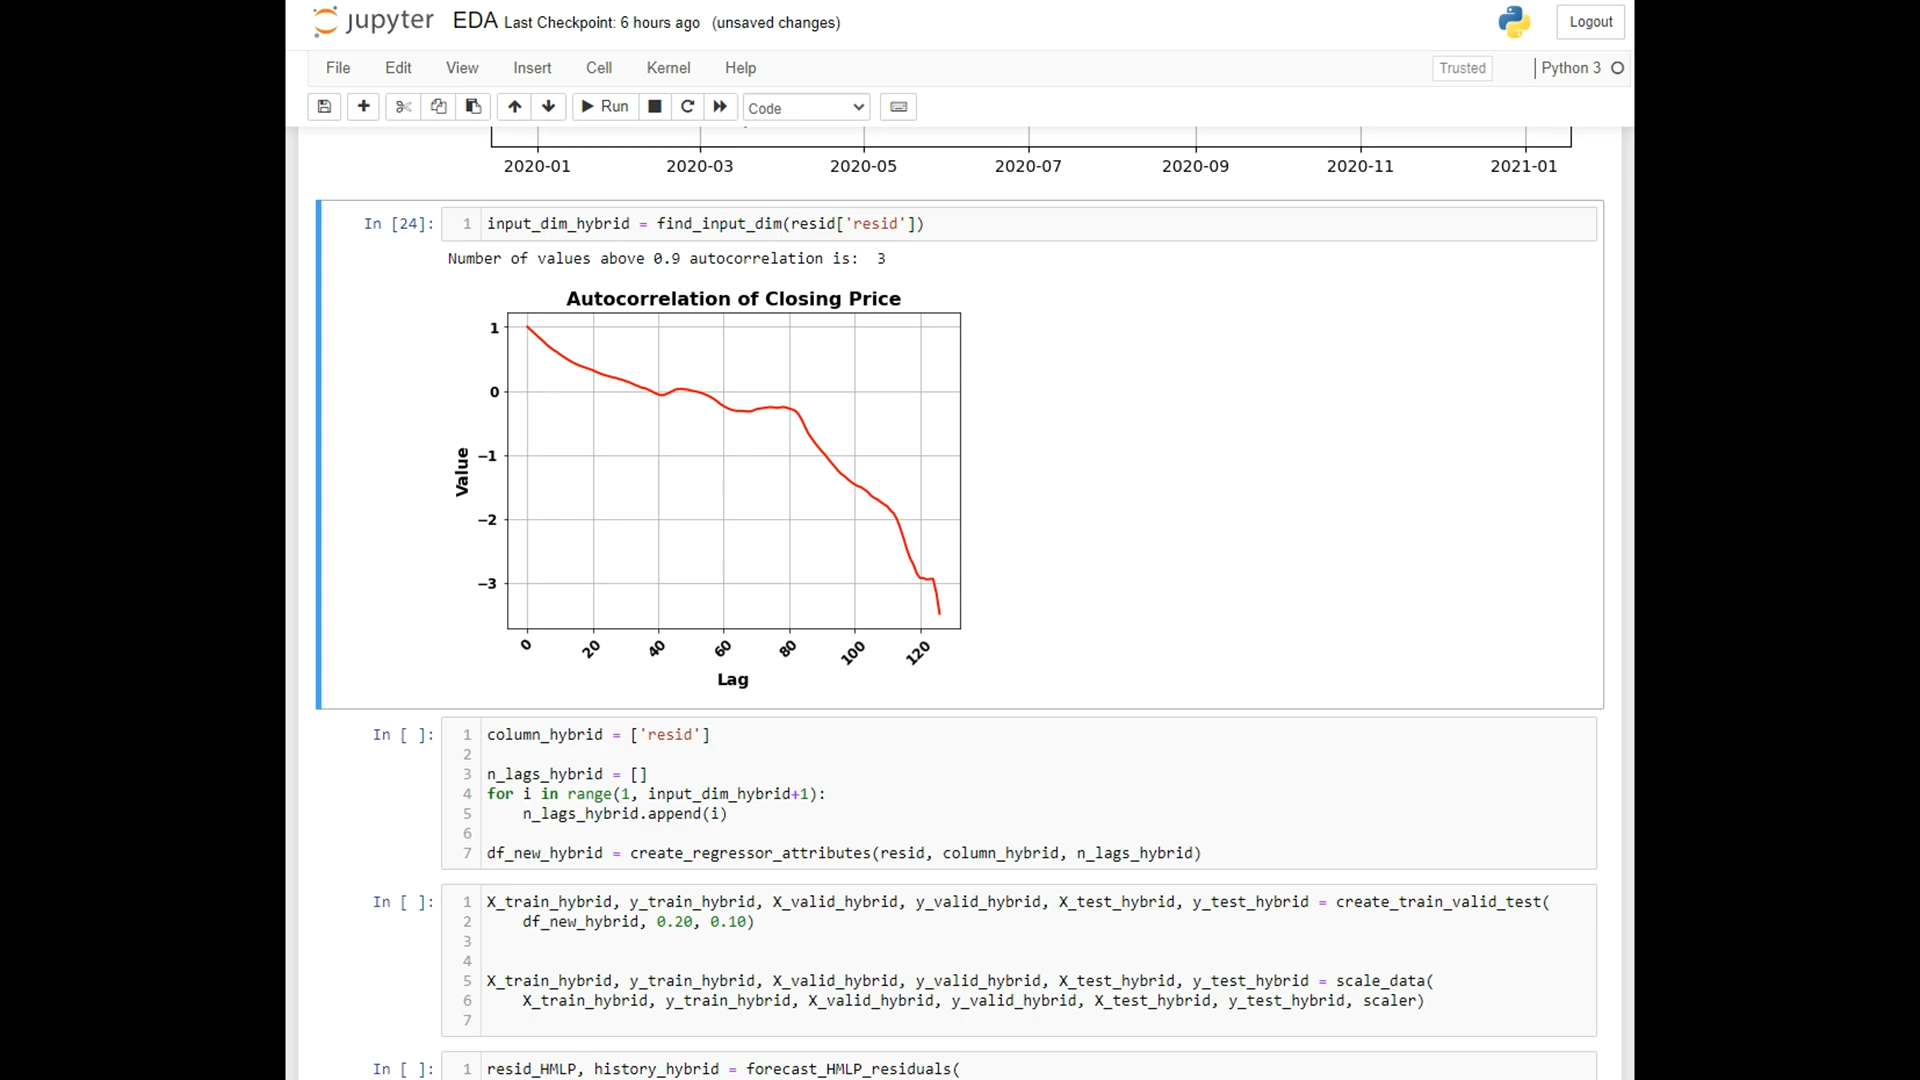 jupyter EDA Last Checkpoint: 6 hours ago (unsaved changes) Logout
File Edit View Insert Cell Kernel Help Trusted Python 3
Run Code
2020-01 2020-03 2020-05 2020-07 2020-09 2020-11 2021-01
In [24]: 1 input_dim_hybrid = find_input_dim(resid['resid'])
Number of values above 0.9 autocorrelation is:  3
Autocorrelation of Closing Price
1
0
−1
−2
−3
Value
0 20 40 60 80 100 120
Lag
In [ ]: 1 column_hybrid = ['resid']
2
3 n_lags_hybrid = []
4 for i in range(1, input_dim_hybrid+1):
5     n_lags_hybrid.append(i)
6
7 df_new_hybrid = create_regressor_attributes(resid, column_hybrid, n_lags_hybrid)
In [ ]: 1 X_train_hybrid, y_train_hybrid, X_valid_hybrid, y_valid_hybrid, X_test_hybrid, y_test_hybrid = create_train_valid_test(
2     df_new_hybrid, 0.20, 0.10)
3
4
5 X_train_hybrid, y_train_hybrid, X_valid_hybrid, y_valid_hybrid, X_test_hybrid, y_test_hybrid = scale_data(
6     X_train_hybrid, y_train_hybrid, X_valid_hybrid, y_valid_hybrid, X_test_hybrid, y_test_hybrid, scaler)
7
In [ ]: 1 resid_HMLP, history_hybrid = forecast_HMLP_residuals(